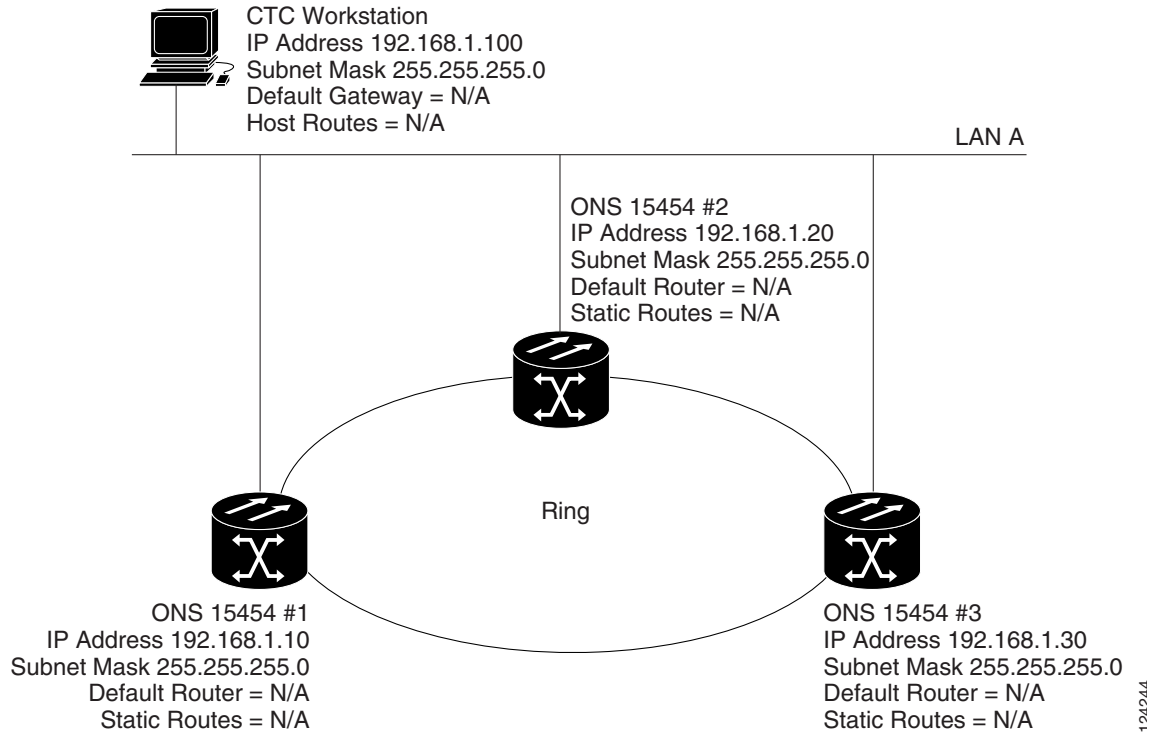 CTC Workstation
IP Address 192.168.1.100
Subnet Mask 255.255.255.0
Default Gateway = N/A
Host Routes = N/A
LAN A
ONS 15454 #2
IP Address 192.168.1.20
Subnet Mask 255.255.255.0
Default Router = N/A
Static Routes = N/A
Ring
ONS 15454 #1
IP Address 192.168.1.10
Subnet Mask 255.255.255.0
Default Router = N/A
Static Routes = N/A
ONS 15454 #3
IP Address 192.168.1.30
Subnet Mask 255.255.255.0
Default Router = N/A
Static Routes = N/A
124244